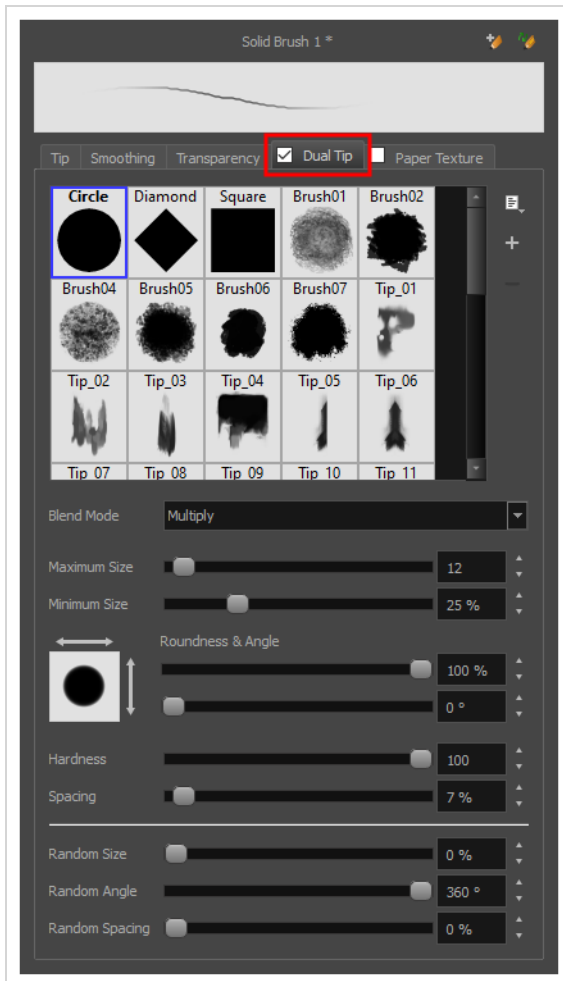 Solid Brush 1 *
Tip Smoothing Transparency Dual Tip Paper Texture
Circle Diamond Square Brush01 Brush02
Brush04 Brush05 Brush06 Brush07 Tip_01
Tip_02 Tip_03 Tip_04 Tip_05 Tip_06
Tip_07 Tip_08 Tip_09 Tip_10 Tip_11
Blend Mode Multiply
Maximum Size 12
Minimum Size 25 %
Roundness & Angle
100 %
0 °
Hardness 100
Spacing 7 %
Random Size 0 %
Random Angle 360 °
Random Spacing 0 %